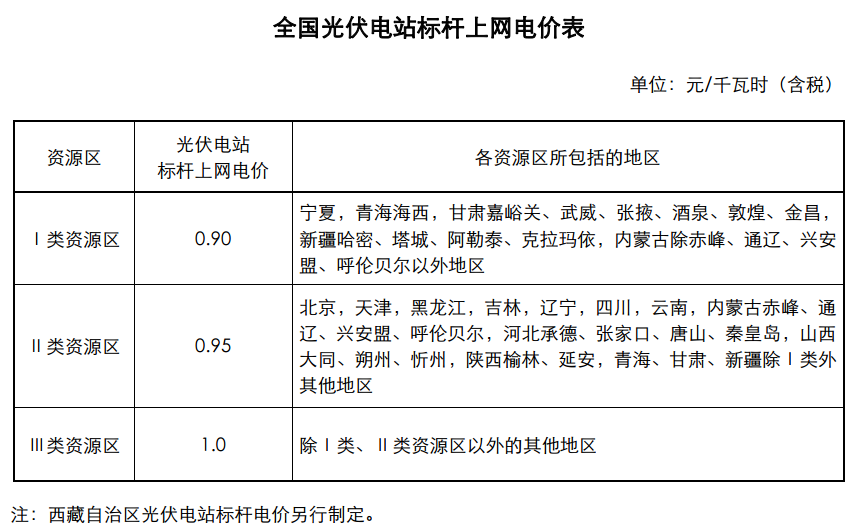 全国光伏电站标杆上网电价表
单位：元/千瓦时（含税）
资源区
光伏电站
标杆上网电价
各资源区所包括的地区
Ⅰ类资源区
0.90
宁夏，青海海西，甘肃嘉峪关、武威、张掖、酒泉、敦煌、金昌，
新疆哈密、塔城、阿勒泰、克拉玛依，内蒙古除赤峰、通辽、兴安
盟、呼伦贝尔以外地区
Ⅱ类资源区
0.95
北京，天津，黑龙江，吉林，辽宁，四川，云南，内蒙古赤峰、通
辽、兴安盟、呼伦贝尔，河北承德、张家口、唐山、秦皇岛，山西
大同、朔州、忻州，陕西榆林、延安，青海、甘肃、新疆除Ⅰ类外
其他地区
Ⅲ类资源区
1.0
除Ⅰ类、Ⅱ类资源区以外的其他地区
注：西藏自治区光伏电站标杆电价另行制定。